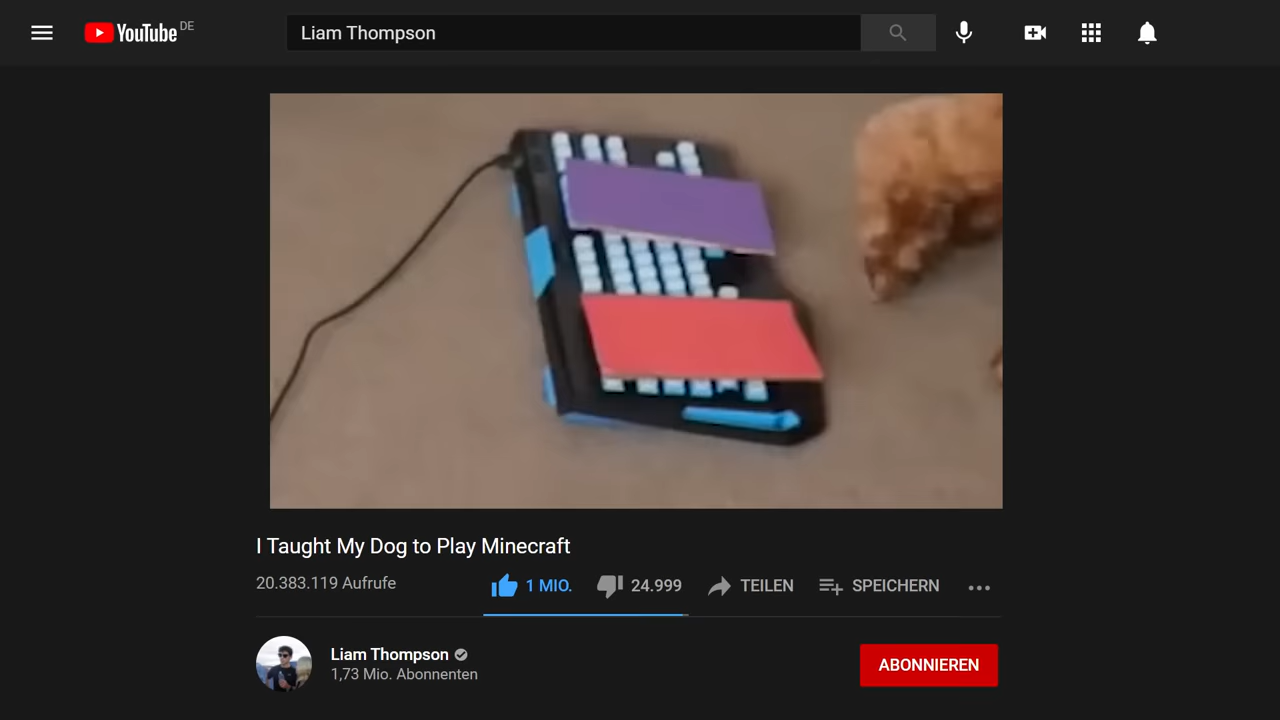 YouTube DE
Liam Thompson
I Taught My Dog to Play Minecraft
20.383.119 Aufrufe
1 MIO.
24.999
TEILEN
SPEICHERN
Liam Thompson
1,73 Mio. Abonnenten
ABONNIEREN